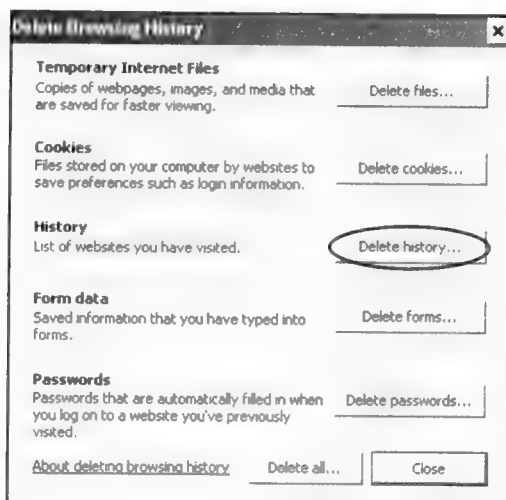 Delete Browsing History
Temporary Internet Files
Copies of webpages, images, and media that
are saved for faster viewing.
Delete files...
Cookies
Files stored on your computer by websites to
save preferences such as login information.
Delete cookies...
History
List of websites you have visited.
Delete history...
Form data
Saved information that you have typed into
forms.
Delete forms...
Passwords
Passwords that are automatically filled in when
you log on to a website you've previously
visited.
Delete passwords...
About deleting browsing history
Delete all...
Close